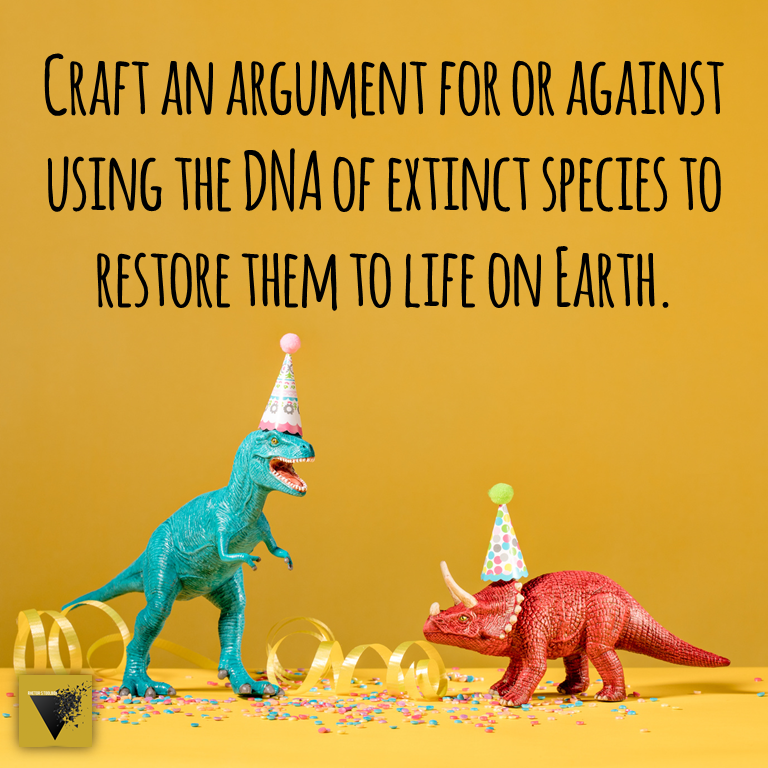 Craft an argument for or against
using the DNA of extinct species to
restore them to life on Earth.